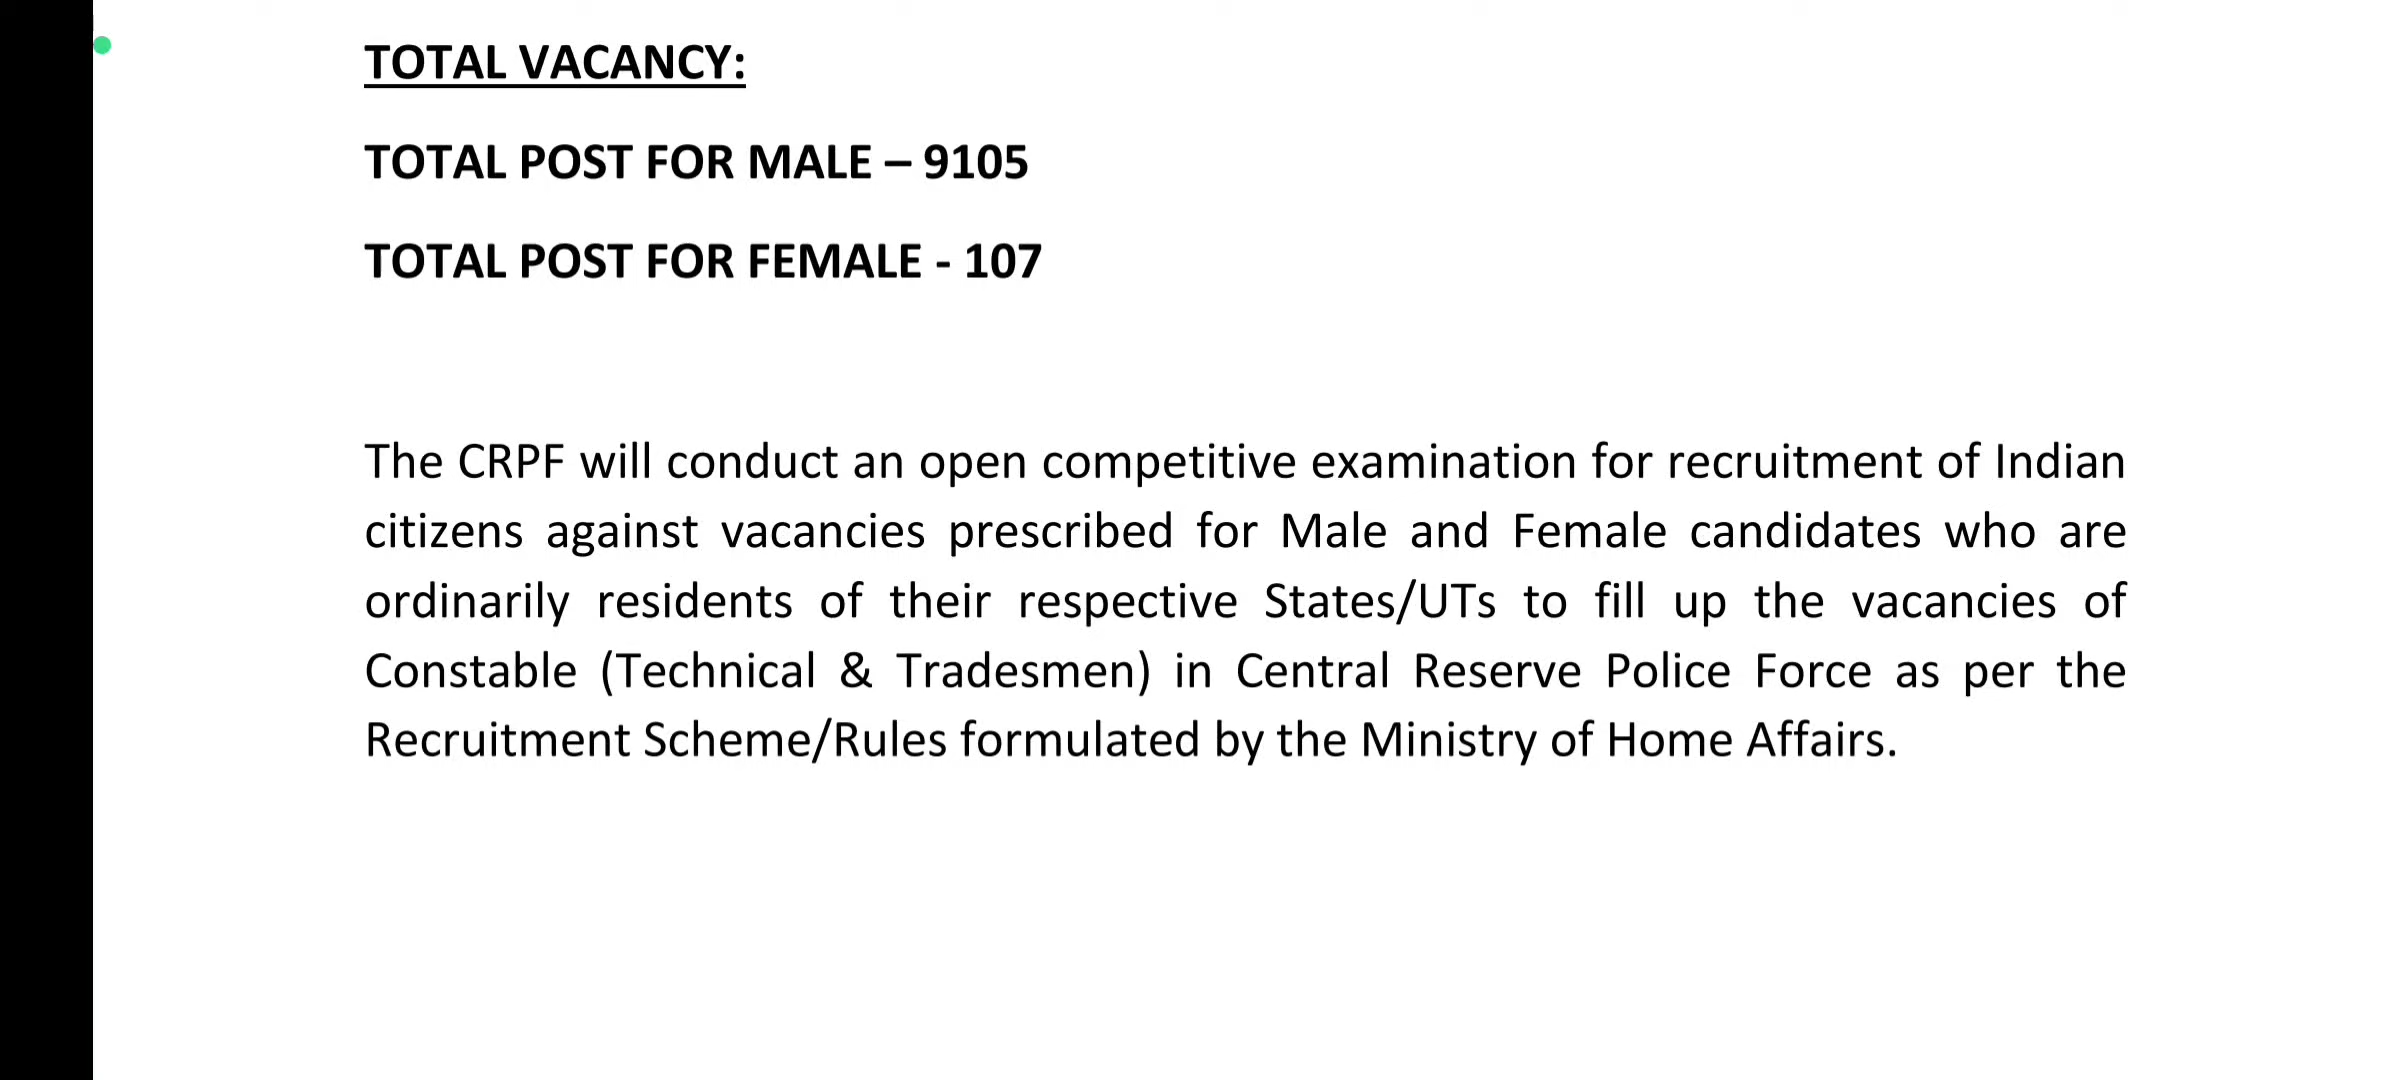 TOTAL VACANCY:
TOTAL POST FOR MALE – 9105
TOTAL POST FOR FEMALE - 107
The CRPF will conduct an open competitive examination for recruitment of Indian
citizens against vacancies prescribed for Male and Female candidates who are
ordinarily residents of their respective States/UTs to fill up the vacancies of
Constable (Technical & Tradesmen) in Central Reserve Police Force as per the
Recruitment Scheme/Rules formulated by the Ministry of Home Affairs.